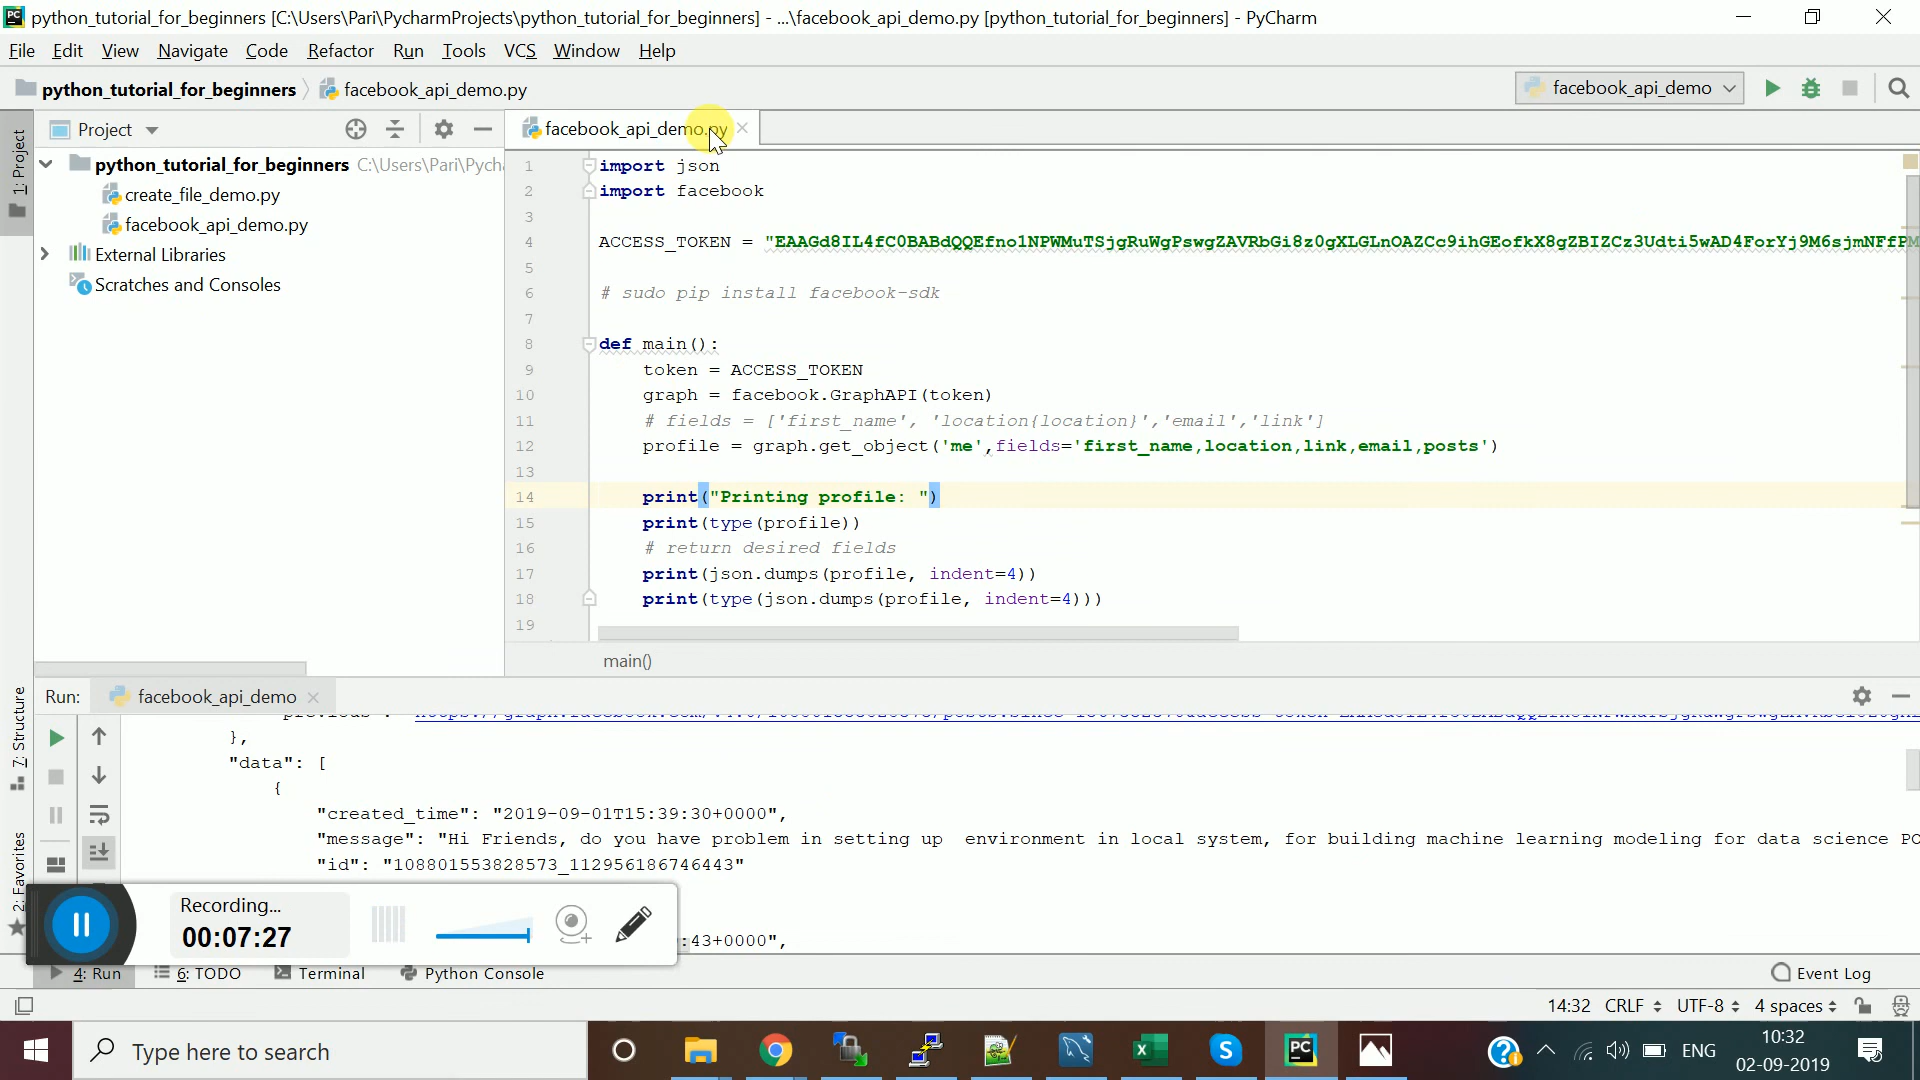 python_tutorial_for_beginners [C:\Users\Pari\PycharmProjects\python_tutorial_for_beginners] - ...\facebook_api_demo.py [python_tutorial_for_beginners] - PyCharm
File Edit View Navigate Code Refactor Run Tools VCS Window Help
python_tutorial_for_beginners facebook_api_demo.py facebook_api_demo
1: Project
Project
facebook_api_demo.py
python_tutorial_for_beginners C:\Users\Pari\Pych
create_file_demo.py
facebook_api_demo.py
External Libraries
Scratches and Consoles
1 import json
2 import facebook
3
4 ACCESS_TOKEN =
5
6 # sudo pip install facebook-sdk
7
8 def main():
9 token = ACCESS_TOKEN
10 graph = facebook.GraphAPI(token)
11 # fields = ['first_name', 'location{location}','email','link']
12 profile = graph.get_object('me',fields='first_name,location,link,email,posts')
13
14 print("Printing profile: ")
15 print(type(profile))
16 # return desired fields
17 print(json.dumps(profile, indent=4))
18 print(type(json.dumps(profile, indent=4)))
19
main()
7: Structure
2: Favorites
Run: facebook_api_demo
},
"data": [
{
"created_time": "2019-09-01T15:39:30+0000",
"message": "Hi Friends, do you have problem in setting up environment in local system, for building machine learning modeling for data science PO
"id": "108801553828573_112956186746443"
:43+0000",
Recording...
00:07:27
4: Run 6: TODO Terminal Python Console Event Log
14:32 CRLF UTF-8 4 spaces
Type here to search
ENG
10:32
02-09-2019